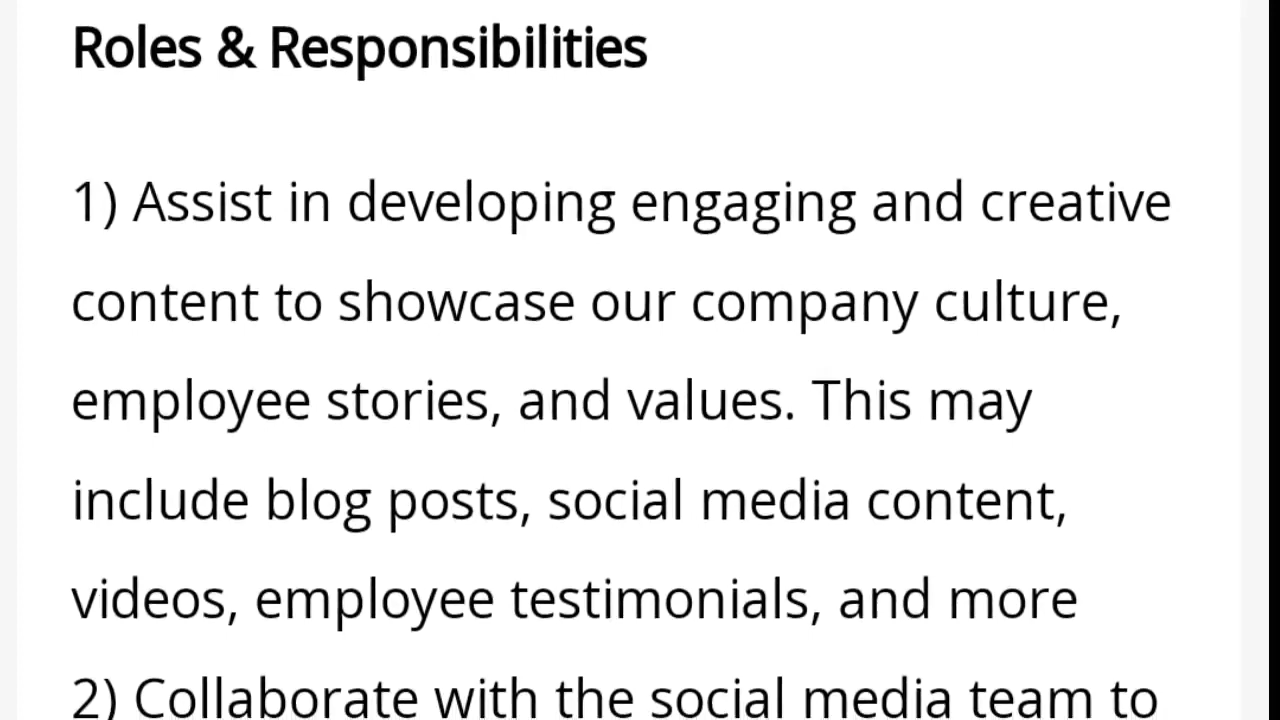 Roles & Responsibilities
1) Assist in developing engaging and creative
content to showcase our company culture,
employee stories, and values. This may
include blog posts, social media content,
videos, employee testimonials, and more
2) Collaborate with the social media team to